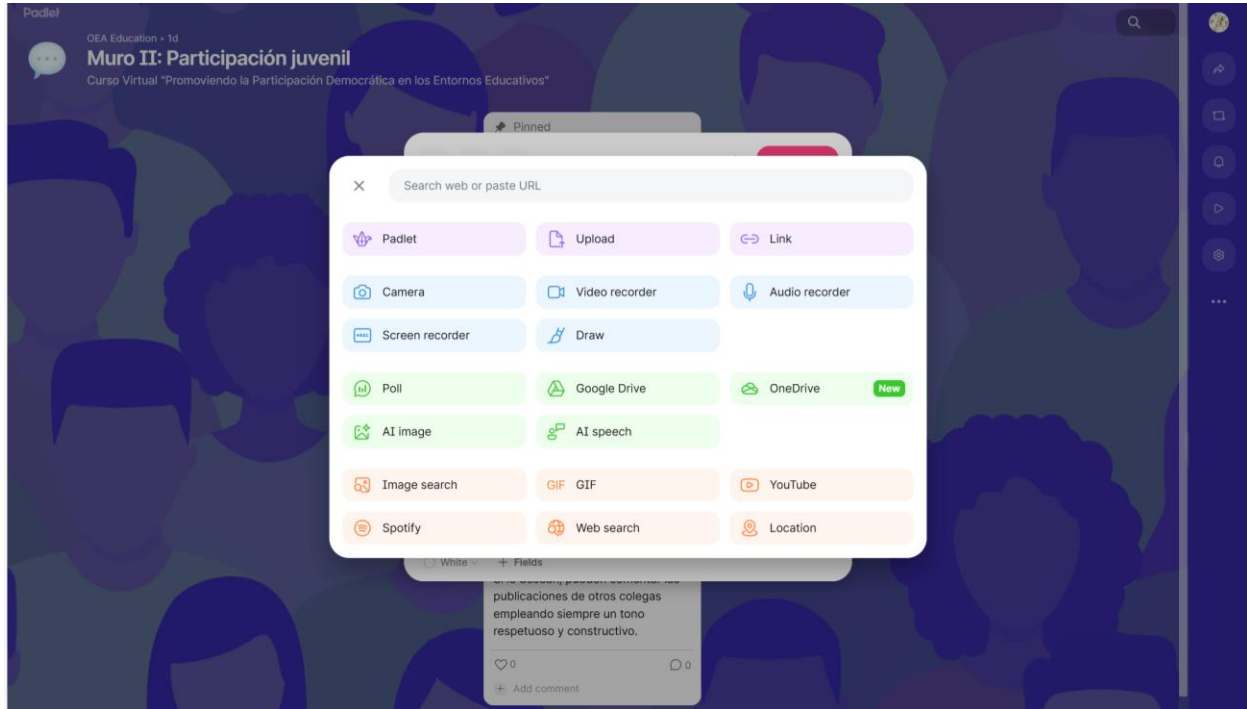 Padlet
OEA Education • 1d
Muro II: Participación juvenil
Curso Virtual "Promoviendo la Participación Democrática en los Entornos Educativos"
Pinned
Search web or paste URL
Padlet
Upload
Link
Camera
Video recorder
Audio recorder
Screen recorder
Draw
Poll
Google Drive
OneDrive
New
AI image
AI speech
Image search
GIF GIF
YouTube
Spotify
Web search
Location
White
+ Fields
publicaciones de otros colegas
empleando siempre un tono
respetuoso y constructivo.
0
0
Add comment